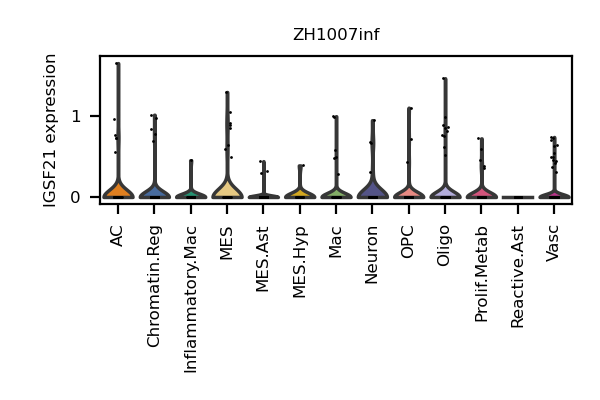 ZH1007inf
IGSF21 expression
1
0
AC
Chromatin.Reg
Inflammatory.Mac
MES
MES.Ast
MES.Hyp
Mac
Neuron
OPC
Oligo
Prolif.Metab
Reactive.Ast
Vasc